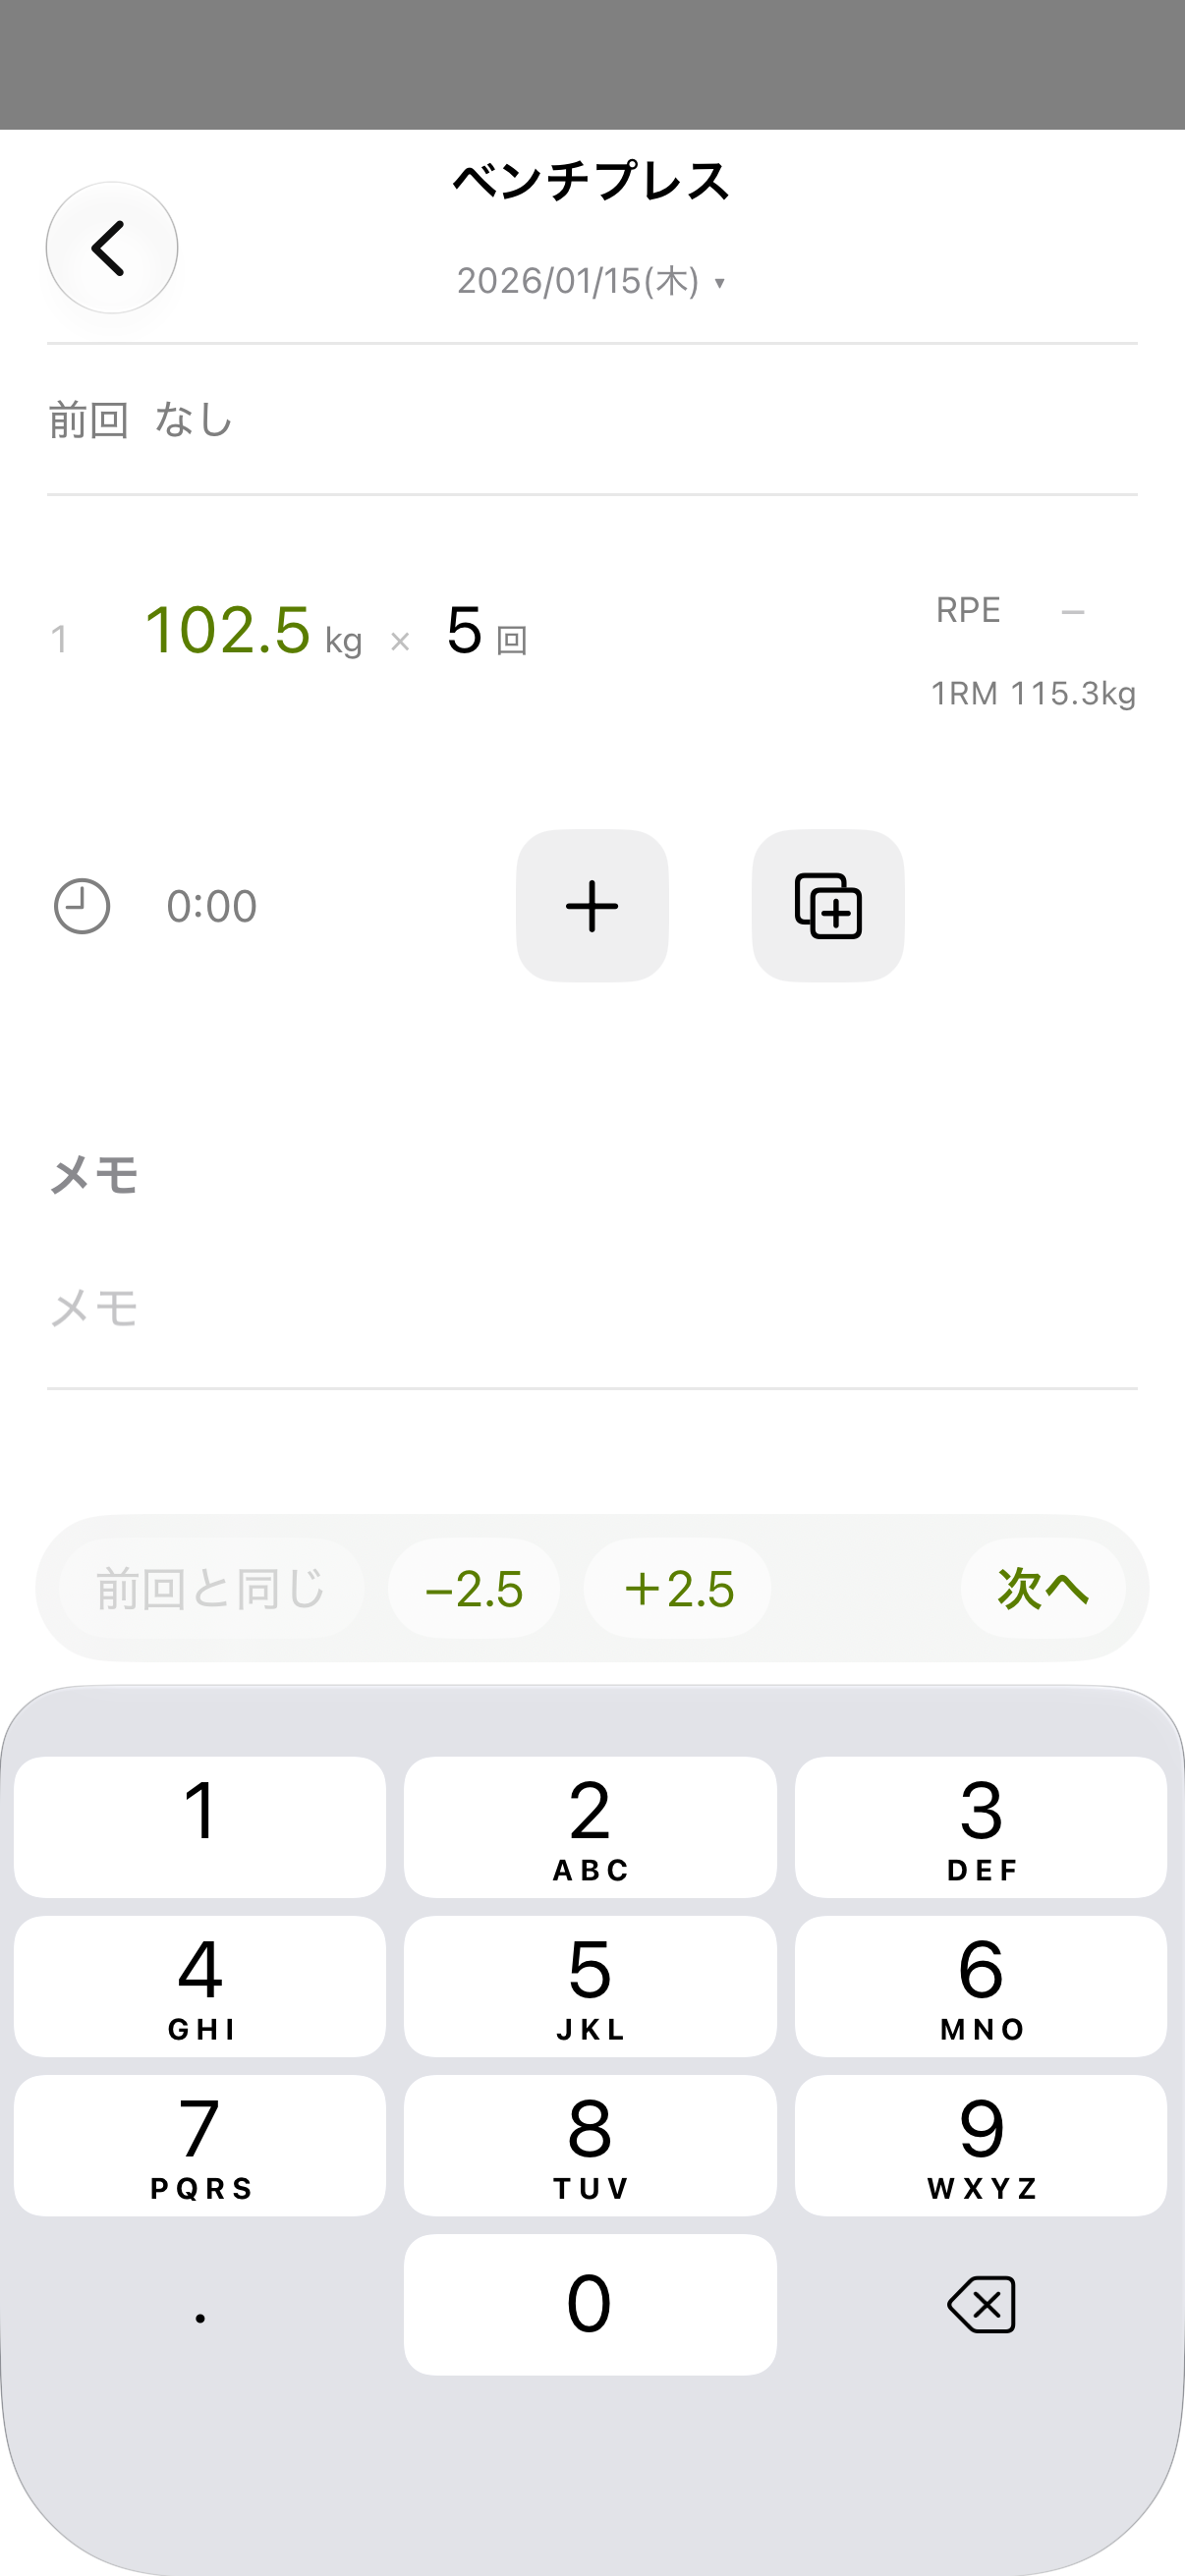 ベンチプレス
2026/01/15(木) ▼
前回 なし
1 102.5 kg × 5 回
RPE –
1RM 115.3kg
0:00
メモ
メモ
前回と同じ –2.5 +2.5 次へ
1 2 3
ABC DEF
4 5 6
GHI JKL MNO
7 8 9
PQRS TUV WXYZ
. 0